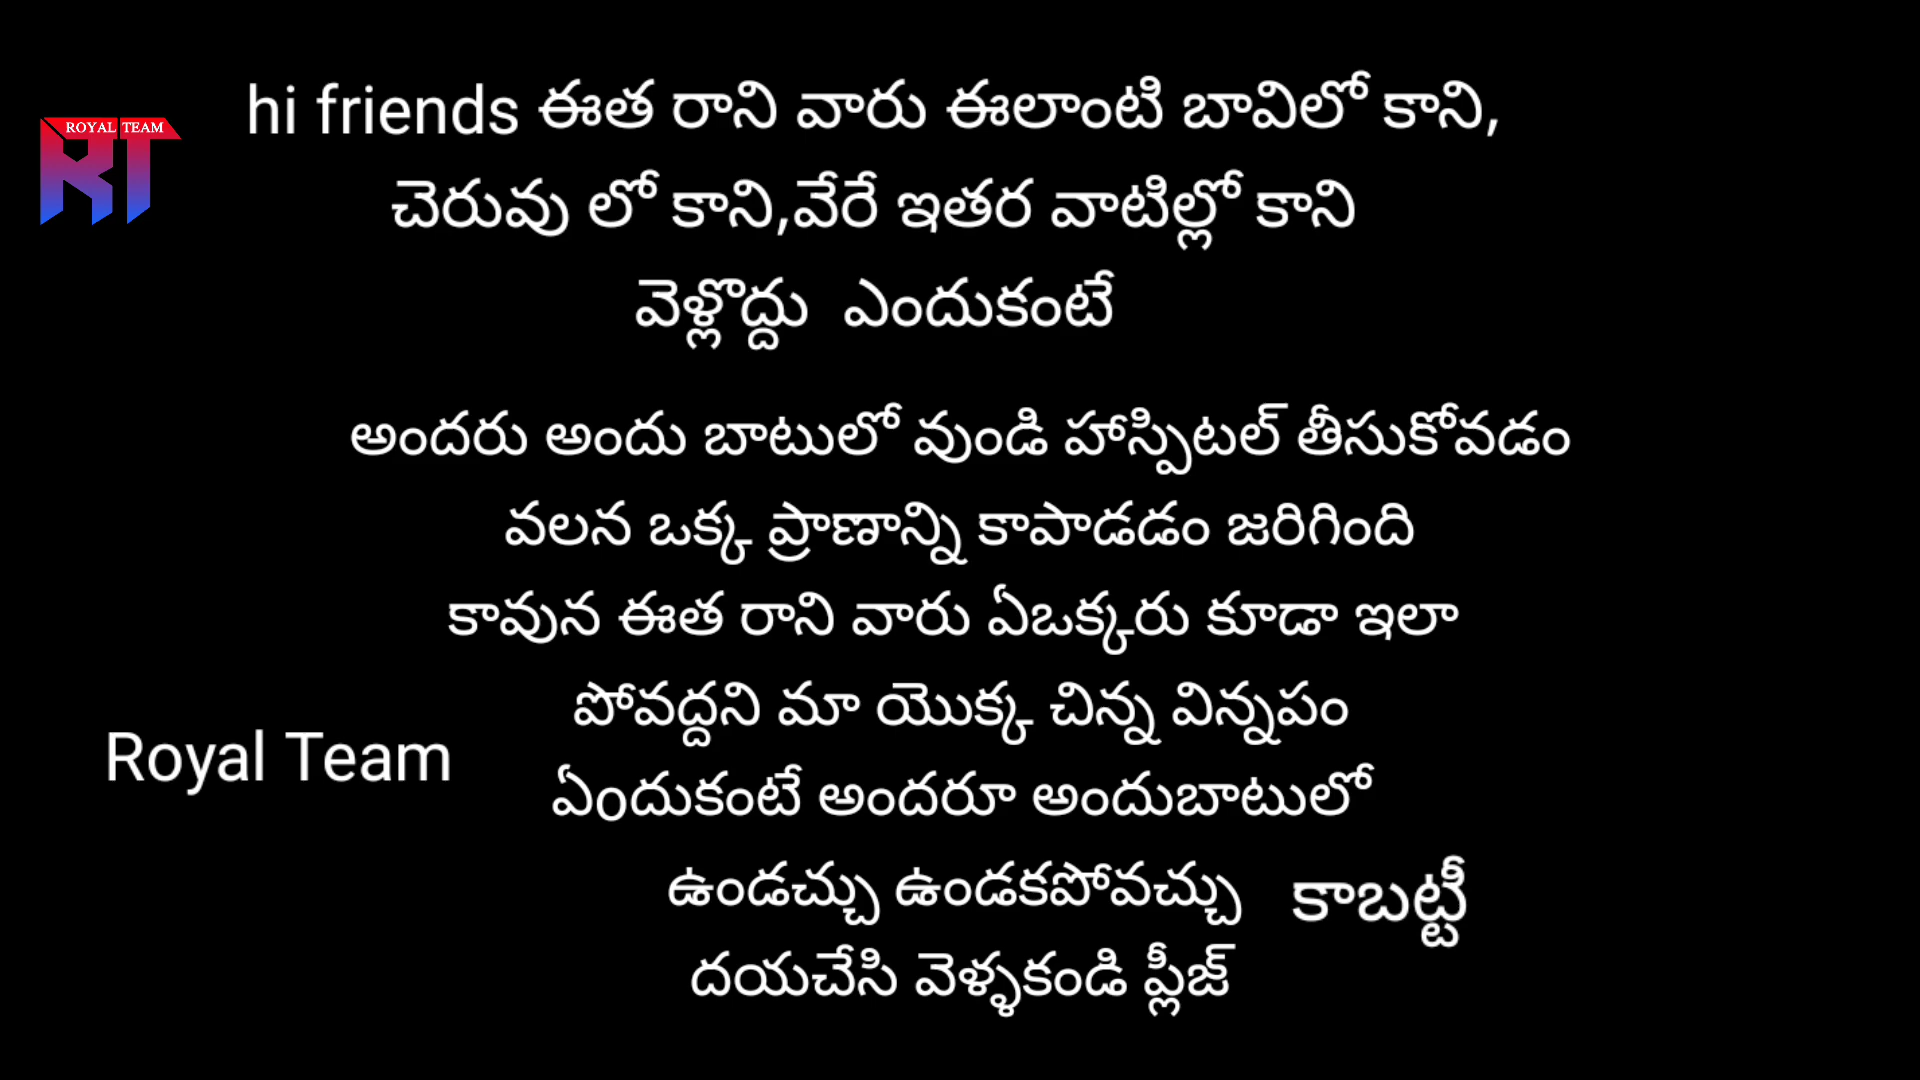 ROYAL TEAM
RT
hi friends ఈత రాని వారు ఈలాంటి బావిలో కాని,
చెరువు లో కాని,వేరే ఇతర వాటిల్లో కాని
వెళ్లొద్దు ఎందుకంటే
అందరు అందు బాటులో వుండి హాస్పిటల్ తీసుకోవడం
వలన ఒక్క ప్రాణాన్ని కాపాడడం జరిగింది
కావున ఈత రాని వారు ఏఒక్కరు కూడా ఇలా
పోవద్దని మా యొక్క చిన్న విన్నపం
Royal Team
ఏందుకంటే అందరూ అందుబాటులో
ఉండచ్చు ఉండకపోవచ్చు కాబట్టీ
దయచేసి వెళ్ళకండి ప్లీజ్